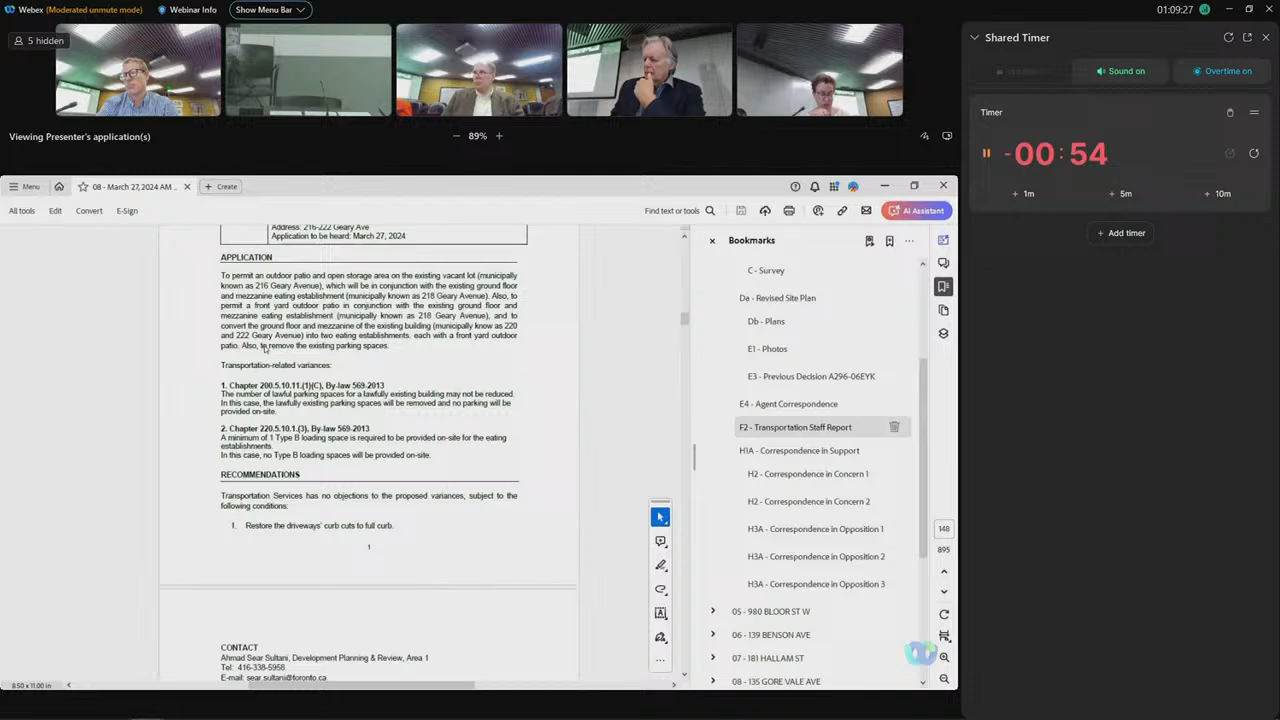 Webex (Moderated unmute mode) Webinar Info Show Menu Bar 01:09:27
5 hidden
Shared Timer
Sound on Overtime on
Timer
-00:54
+ 1m + 5m + 10m
+ Add timer
Viewing Presenter's application(s) − 89% +
Menu 08 - March 27, 2024 AM ... + Create
All tools Edit Convert E-Sign Find text or tools AI Assistant
Address: 216-222 Geary Ave
Application to be heard: March 27, 2024
APPLICATION
To permit an outdoor patio and open storage area on the existing vacant lot (municipally
known as 216 Geary Avenue), which will be in conjunction with the existing ground floor
and mezzanine eating establishment (municipally known as 218 Geary Avenue). Also, to
permit a front yard outdoor patio in conjunction with the existing ground floor and
mezzanine eating establishment (municipally known as 218 Geary Avenue), and to
convert the ground floor and mezzanine of the existing building (municipally know as 220
and 222 Geary Avenue) into two eating establishments. each with a front yard outdoor
patio. Also, to remove the existing parking spaces.
Transportation-related variances:
1. Chapter 200.5.10.11.(1)(C), By-law 569-2013
The number of lawful parking spaces for a lawfully existing building may not be reduced.
In this case, the lawfully existing parking spaces will be removed and no parking will be
provided on-site.
2. Chapter 220.5.10.1.(3), By-law 569-2013
A minimum of 1 Type B loading space is required to be provided on-site for the eating
establishments.
In this case, no Type B loading spaces will be provided on-site.
RECOMMENDATIONS
Transportation Services has no objections to the proposed variances, subject to the
following conditions:
1. Restore the driveways' curb cuts to full curb.
1
CONTACT
Ahmad Sear Sultani, Development Planning & Review, Area 1
Tel: 416-338-5958
E-mail: sear.sultani@toronto.ca
8.50 x 11.00 in
Bookmarks
C - Survey
Da - Revised Site Plan
Db - Plans
E1 - Photos
E3 - Previous Decision A296-06EYK
E4 - Agent Correspondence
F2 - Transportation Staff Report
H1A - Correspondence in Support
H2 - Correspondence in Concern 1
H2 - Correspondence in Concern 2
H3A - Correspondence in Opposition 1
H3A - Correspondence in Opposition 2
H3A - Correspondence in Opposition 3
05 - 980 BLOOR ST W
06 - 139 BENSON AVE
07 - 181 HALLAM ST
08 - 135 GORE VALE AVE
148
895